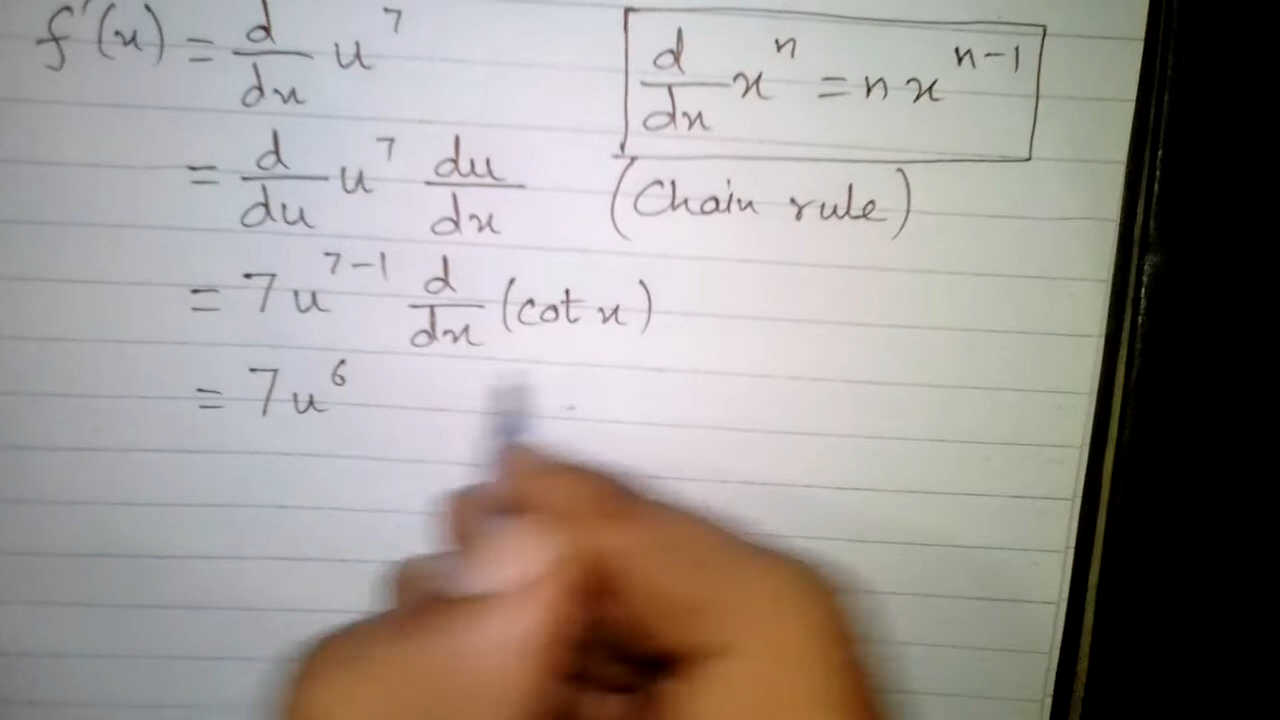 f'(x) = d/dx u^7
d/dx x^n = n x^(n-1)
= d/du u^7 du/dx (Chain rule)
= 7u^(7-1) d/dx (cot x)
= 7u^6